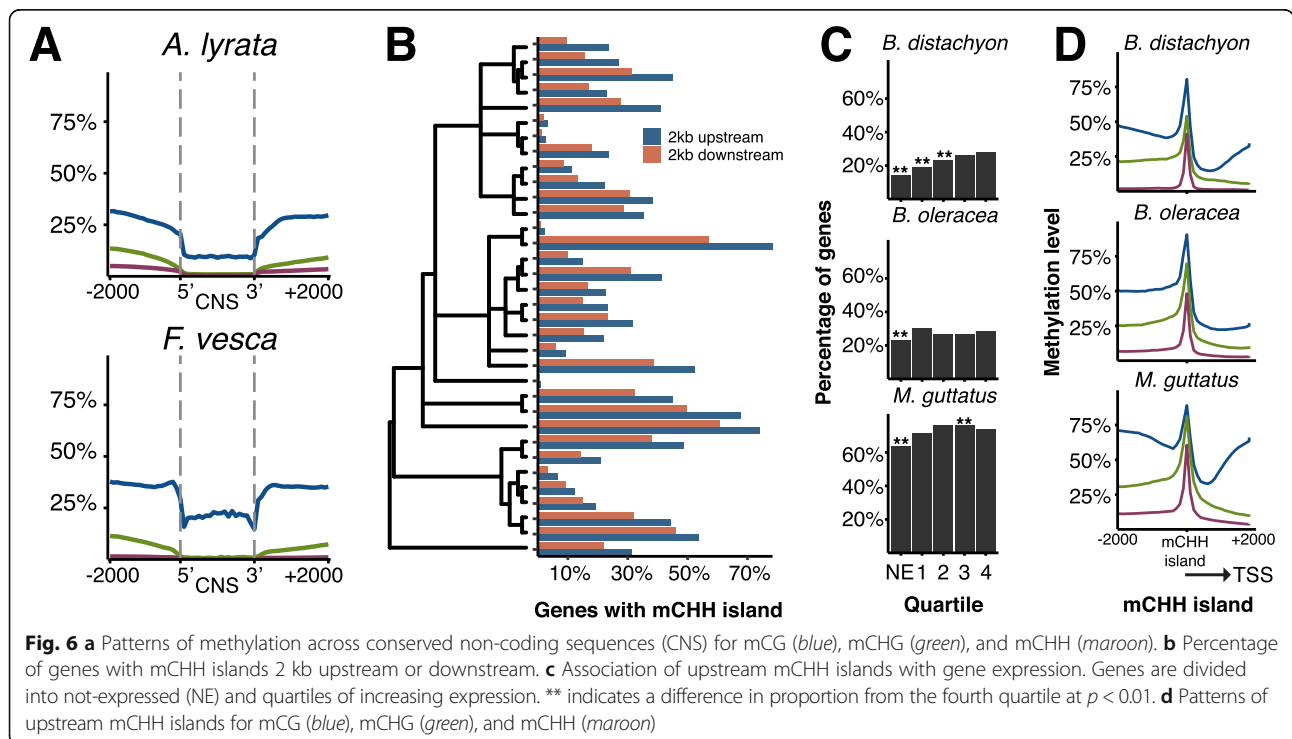 A
A. lyrata
75%
50%
25%
-2000 5’ CNS 3’ +2000
F. vesca
75%
50%
25%
-2000 5’ CNS 3’ +2000
B
2kb upstream
2kb downstream
10% 30% 50% 70%
Genes with mCHH island
C
B. distachyon
60%
40%
20%
** ** **
B. oleracea
Percentage of genes
60%
40%
20%
**
M. guttatus
60%
40%
20%
** **
NE 1 2 3 4
Quartile
D
B. distachyon
75%
50%
25%
B. oleracea
Methylation level
75%
50%
25%
M. guttatus
75%
50%
25%
-2000 mCHH +2000
island
TSS
mCHH island
Fig. 6 a Patterns of methylation across conserved non-coding sequences (CNS) for mCG (blue), mCHG (green), and mCHH (maroon). b Percentage
of genes with mCHH islands 2 kb upstream or downstream. c Association of upstream mCHH islands with gene expression. Genes are divided
into not-expressed (NE) and quartiles of increasing expression. ** indicates a difference in proportion from the fourth quartile at p < 0.01. d Patterns of
upstream mCHH islands for mCG (blue), mCHG (green), and mCHH (maroon)